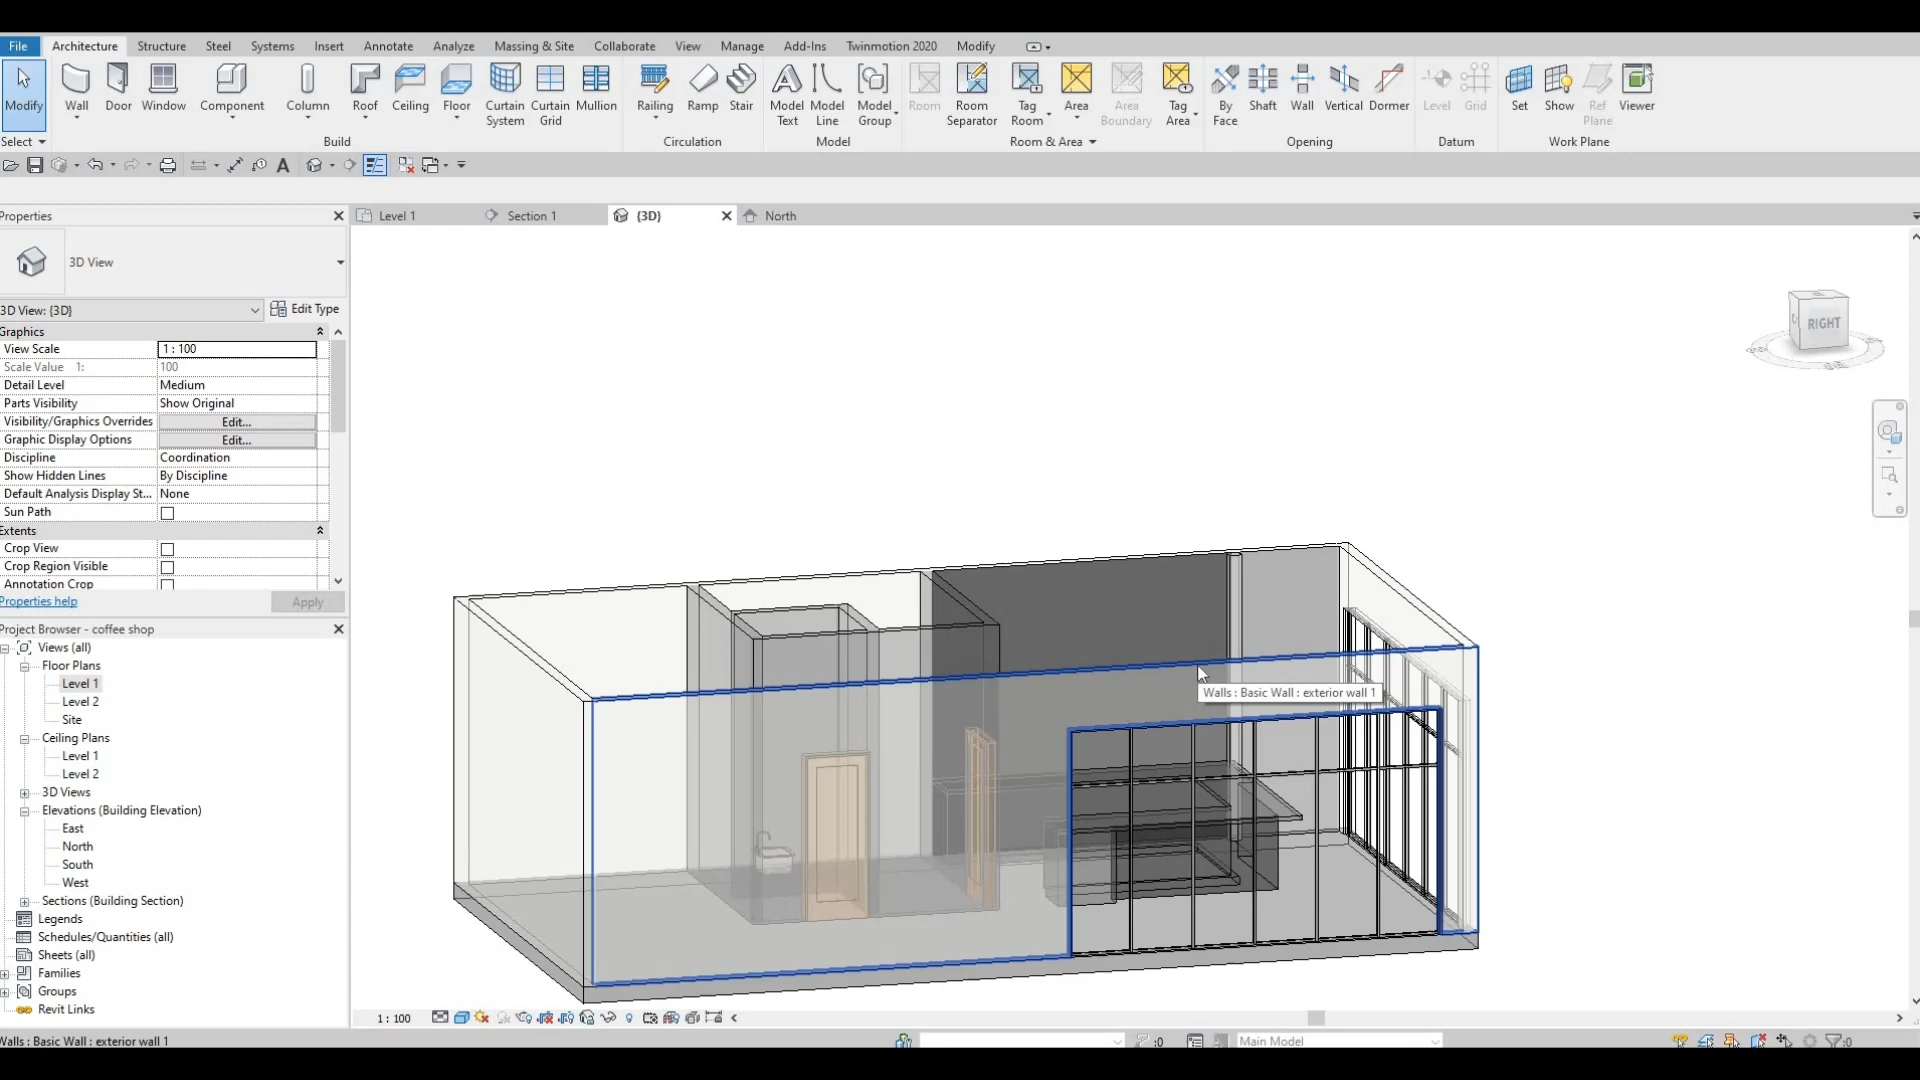 File Architecture Structure Steel Systems Insert Annotate Analyze Massing & Site Collaborate View Manage Add-Ins Twinmotion 2020 Modify
Modify Wall Door Window Component Column Roof Ceiling Floor Curtain System Curtain Grid Mullion Railing Ramp Stair Model Text Model Line Model Group Room Room Separator Tag Room Area Area Boundary Tag Area By Face Shaft Wall Vertical Dormer Level Grid Set Show Ref Plane Viewer
Select Build Circulation Model Room & Area Opening Datum Work Plane
Properties
Level 1 Section 1 {3D} North
3D View
3D View: {3D} Edit Type
Graphics
View Scale 1 : 100
Scale Value 1: 100
Detail Level Medium
Parts Visibility Show Original
Visibility/Graphics Overrides Edit...
Graphic Display Options Edit...
Discipline Coordination
Show Hidden Lines By Discipline
Default Analysis Display St... None
Sun Path
Extents
Crop View
Crop Region Visible
Annotation Crop
Properties help Apply
Project Browser - coffee shop
Views (all)
Floor Plans
Level 1
Level 2
Site
Ceiling Plans
Level 1
Level 2
3D Views
Elevations (Building Elevation)
East
North
South
West
Sections (Building Section)
Legends
Schedules/Quantities (all)
Sheets (all)
Families
Groups
Revit Links
RIGHT
Walls : Basic Wall : exterior wall 1
1 : 100
Walls : Basic Wall : exterior wall 1 :0 Main Model :0